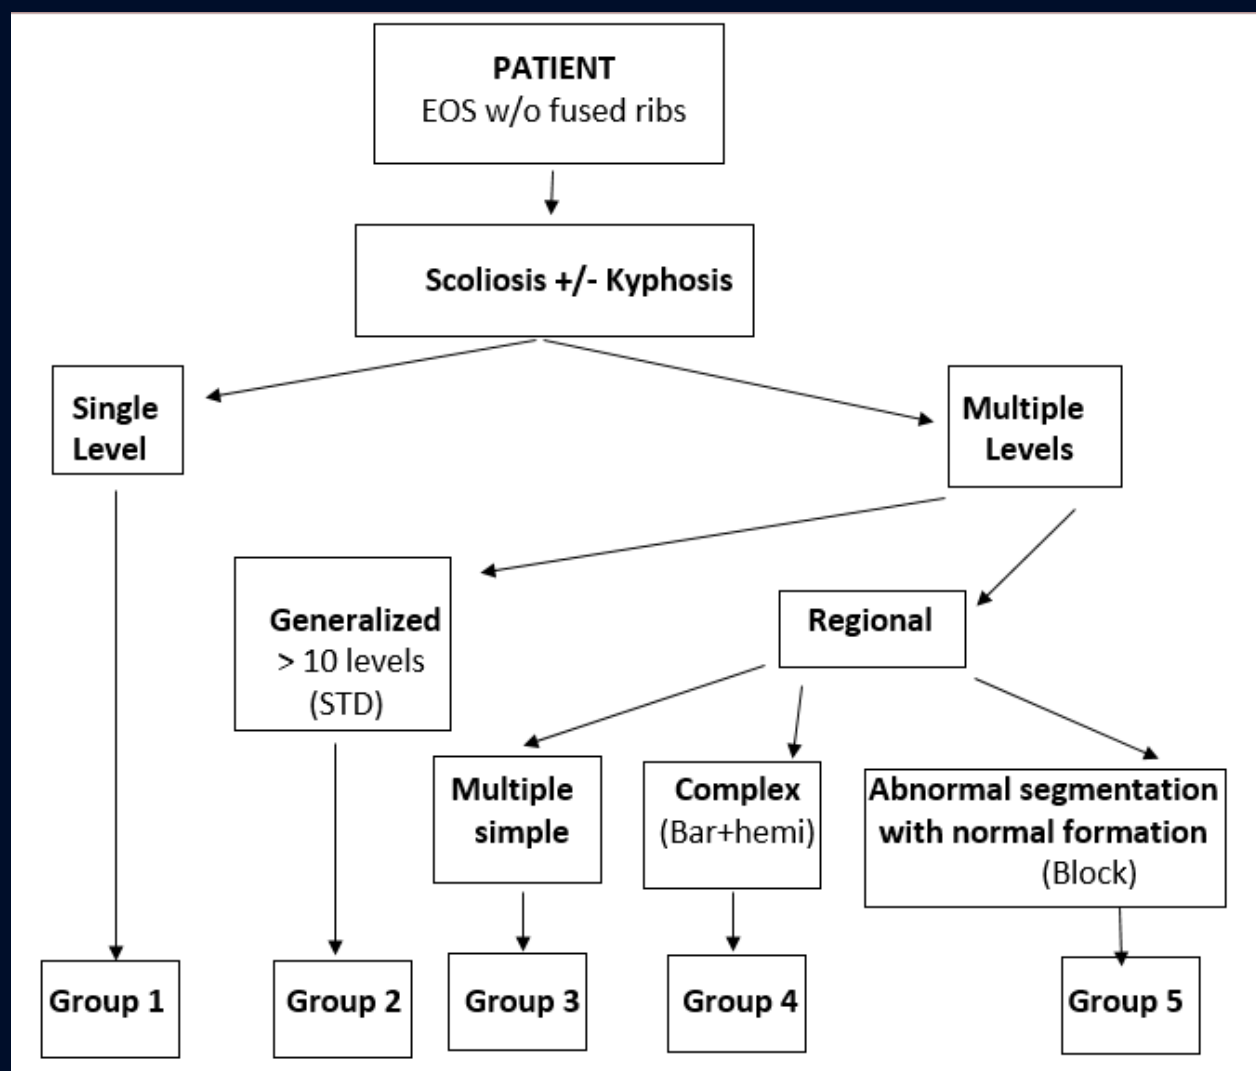 PATIENT
EOS w/o fused ribs
Scoliosis +/- Kyphosis
Single
Level
Multiple
Levels
Generalized
> 10 levels
(STD)
Regional
Multiple
simple
Complex
(Bar+hemi)
Abnormal segmentation
with normal formation
(Block)
Group 1
Group 2
Group 3
Group 4
Group 5